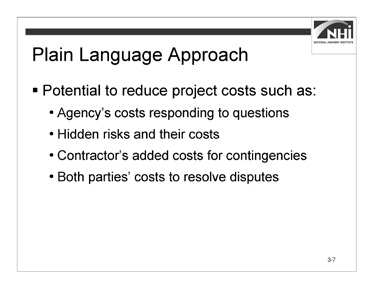 NHI
NATIONAL HIGHWAY INSTITUTE
Plain Language Approach
▪ Potential to reduce project costs such as:
• Agency's costs responding to questions
• Hidden risks and their costs
• Contractor's added costs for contingencies
• Both parties' costs to resolve disputes
3-7